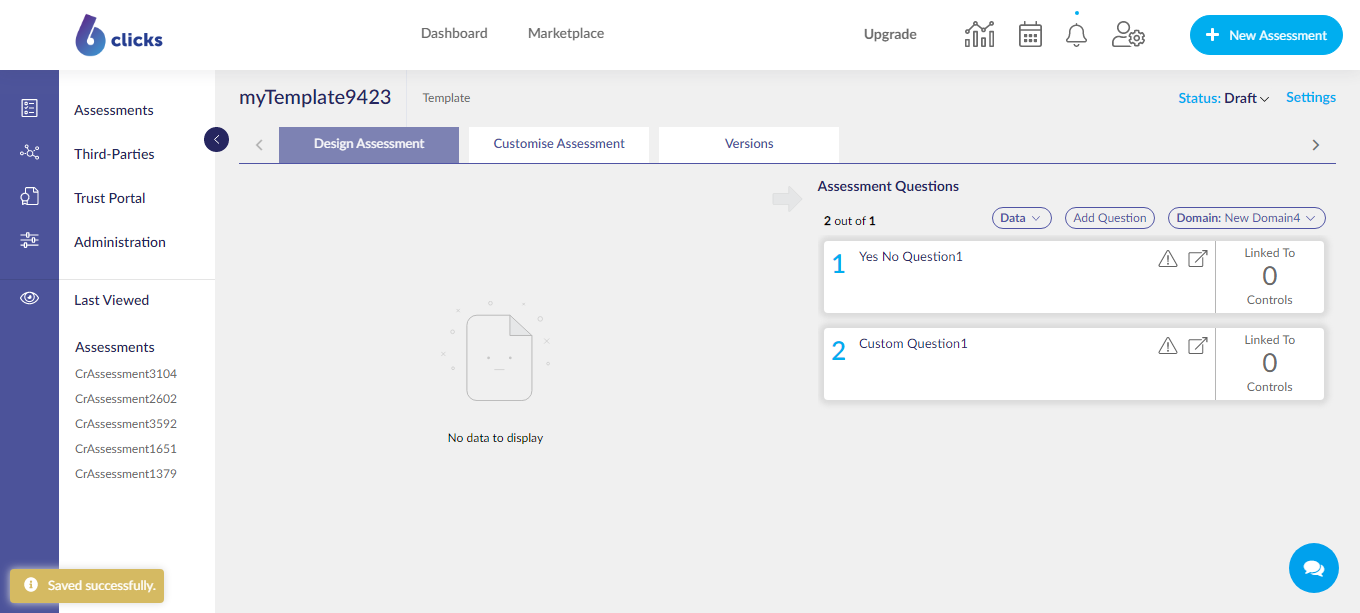 6clicks
Dashboard
Marketplace
Upgrade
New Assessment
Assessments
Third-Parties
Trust Portal
Administration
Last Viewed
Assessments
CrAssessment3104
CrAssessment2602
CrAssessment3592
CrAssessment1651
CrAssessment1379
myTemplate9423
Template
Status: Draft
Settings
Design Assessment
Customise Assessment
Versions
No data to display
Assessment Questions
2 out of 1
Data
Add Question
Domain: New Domain4
1
Yes No Question1
Linked To
0
Controls
2
Custom Question1
Linked To
0
Controls
Saved successfully.